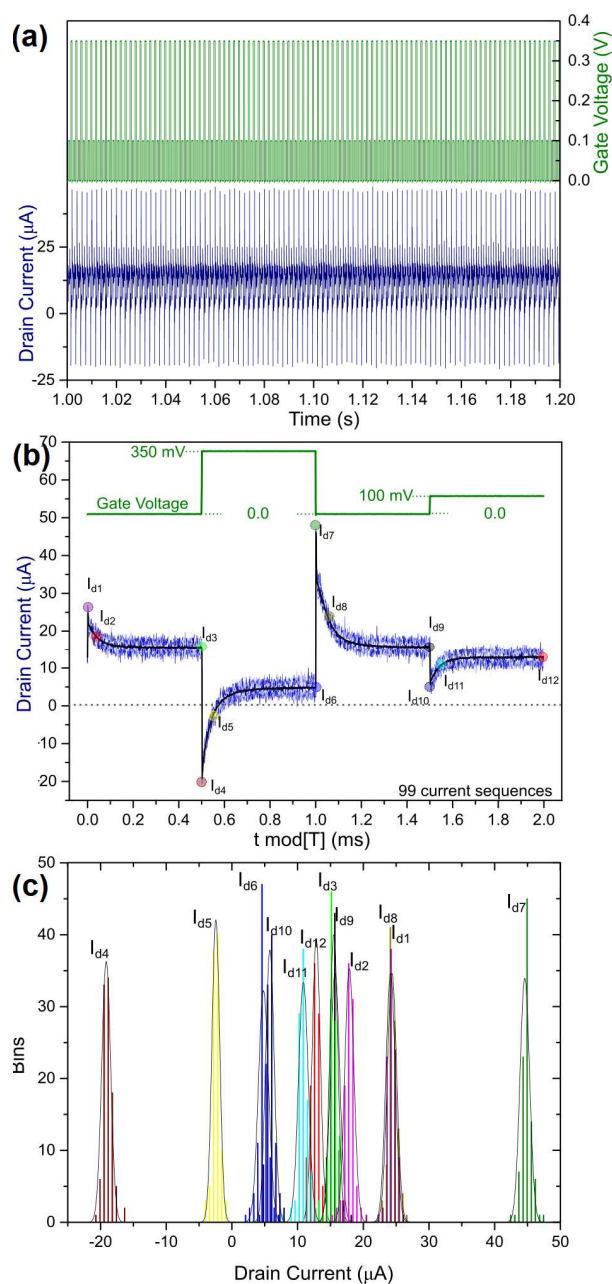 (a)
0.4
0.3
0.2
0.1
0.0
Gate Voltage (V)
25
0
-25
Drain Current (µA)
1.00 1.02 1.04 1.06 1.08 1.10 1.12 1.14 1.16 1.18 1.20
Time (s)
(b)
70
60
50
40
30
20
10
0
-10
20
Drain Current (µA)
350 mV
Gate Voltage
0.0
100 mV
0.0
Id1
Id2
Id3
Id4
Id5
Id6
Id7
Id8
Id9
Id10
Id11
Id12
99 current sequences
0.0 0.2 0.4 0.6 0.8 1.0 1.2 1.4 1.6 1.8 2.0
t mod[T] (ms)
(c)
50
40
30
20
10
0
Bins
Id4
Id5
Id6
Id10
Id11
Id12
Id3
Id9
Id2
Id8
Id1
Id7
-20 -10 0 10 20 30 40 50
Drain Current (µA)